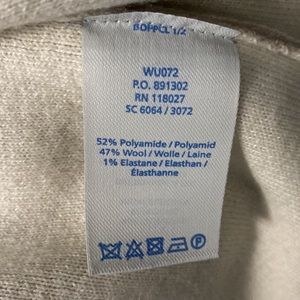 WU072
P.O. 891302
RN 118027
SC 6064 / 3072
52% Polyamide / Polyamid
47% Wool / Wolle / Laine
1% Elastane / Elasthan /
Élasthanne